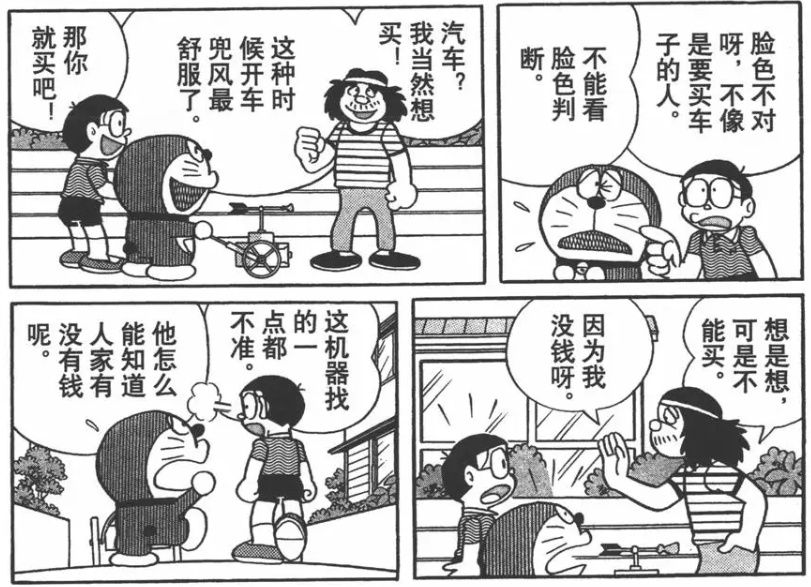 脸色不对
呀，不像
是要买车
子的人。
不能看
脸色判
断。
汽车？
我当然想
买！
这种时
候开车
兜风最
舒服了。
那你
就买吧！
想是想，
可是不
能买。
因为我
没钱呀。
这机器找
的一
点都
不准。
他怎么
能知道
人家有
没有钱
呢。